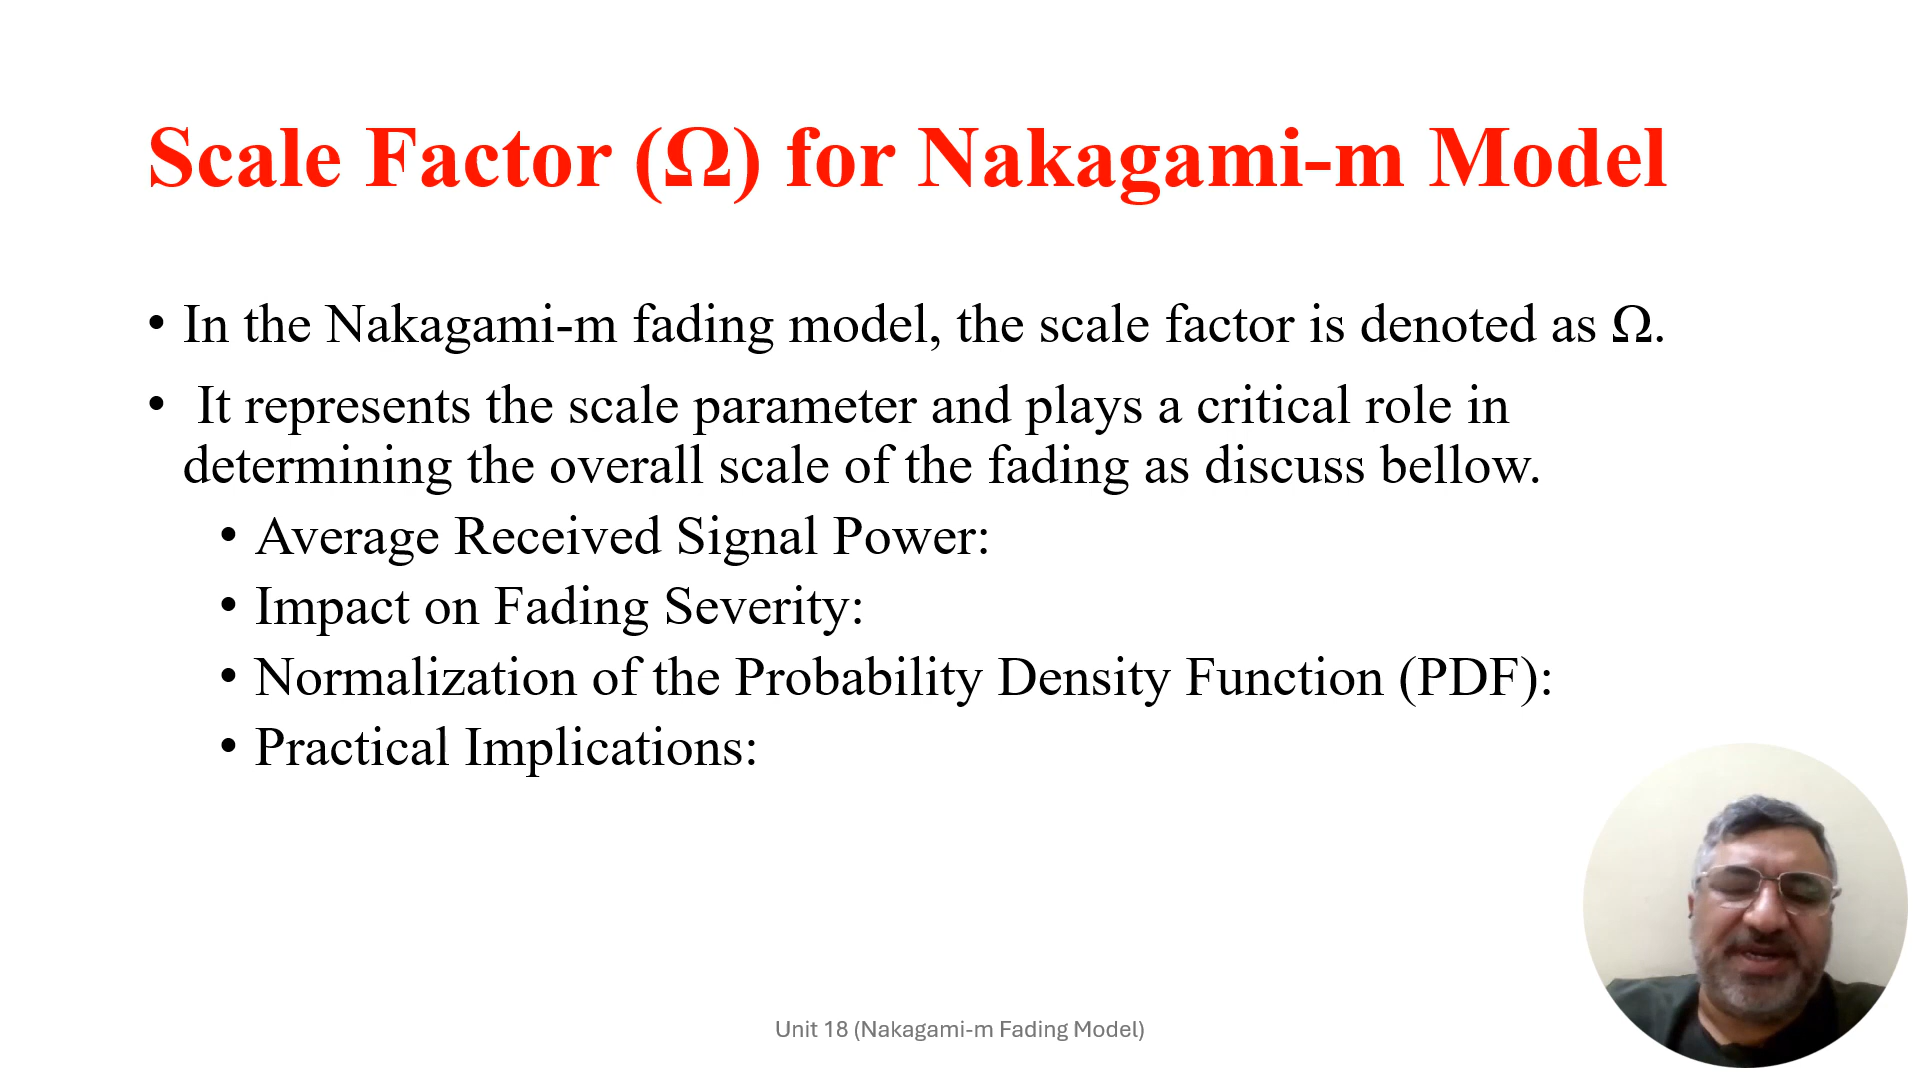 Scale Factor (Ω) for Nakagami-m Model
• In the Nakagami-m fading model, the scale factor is denoted as Ω.
• It represents the scale parameter and plays a critical role in
determining the overall scale of the fading as discuss bellow.
• Average Received Signal Power:
• Impact on Fading Severity:
• Normalization of the Probability Density Function (PDF):
• Practical Implications:
Unit 18 (Nakagami-m Fading Model)